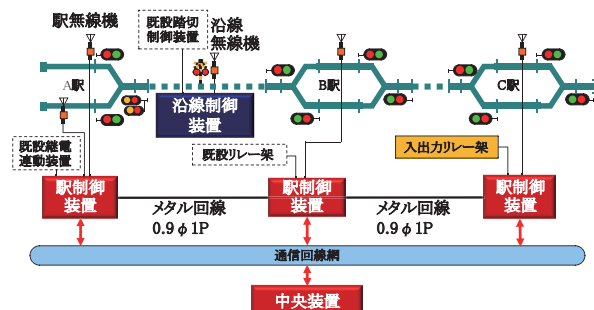 駅無線機
既設踏切
制御装置
沿線
無線機
A駅
B駅
C駅
沿線制御
装置
既設継電
連動装置
既設リレー架
入出力リレー架
駅制御
装置
駅制御
装置
駅制御
装置
メタル回線
0.9φ1P
メタル回線
0.9φ1P
通信回線網
中央装置